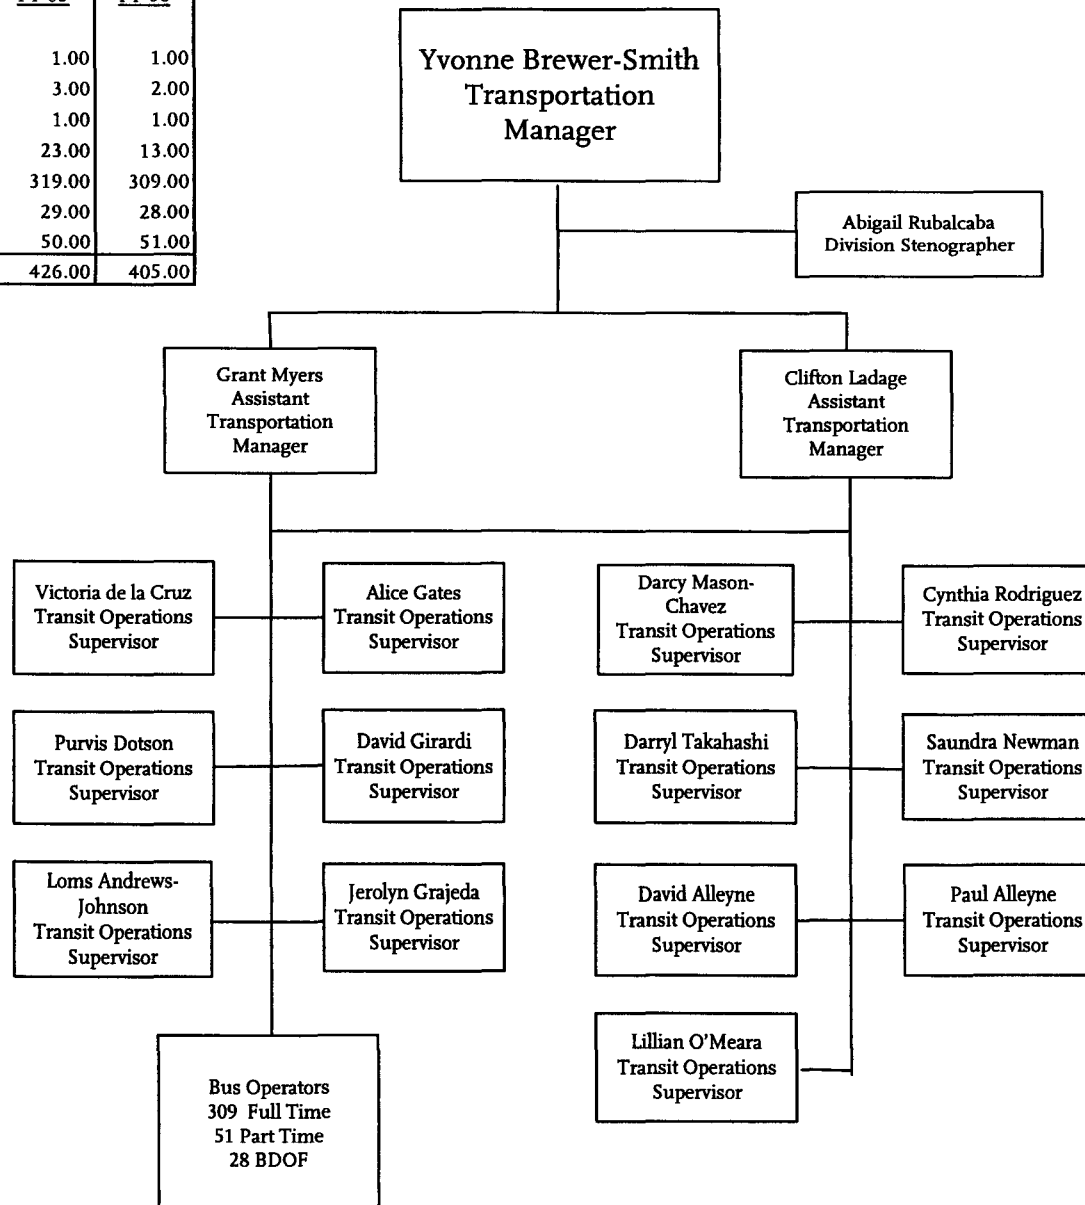 1.00 1.00
3.00 2.00
1.00 1.00
23.00 13.00
319.00 309.00
29.00 28.00
50.00 51.00
426.00 405.00
Yvonne Brewer-Smith
Transportation
Manager
Abigail Rubalcaba
Division Stenographer
Grant Myers
Assistant
Transportation
Manager
Clifton Ladage
Assistant
Transportation
Manager
Victoria de la Cruz
Transit Operations
Supervisor
Alice Gates
Transit Operations
Supervisor
Darcy Mason-
Chavez
Transit Operations
Supervisor
Cynthia Rodriguez
Transit Operations
Supervisor
Purvis Dotson
Transit Operations
Supervisor
David Girardi
Transit Operations
Supervisor
Darryl Takahashi
Transit Operations
Supervisor
Saundra Newman
Transit Operations
Supervisor
Loms Andrews-
Johnson
Transit Operations
Supervisor
Jerolyn Grajeda
Transit Operations
Supervisor
David Alleyne
Transit Operations
Supervisor
Paul Alleyne
Transit Operations
Supervisor
Lillian O'Meara
Transit Operations
Supervisor
Bus Operators
309 Full Time
51 Part Time
28 BDOF